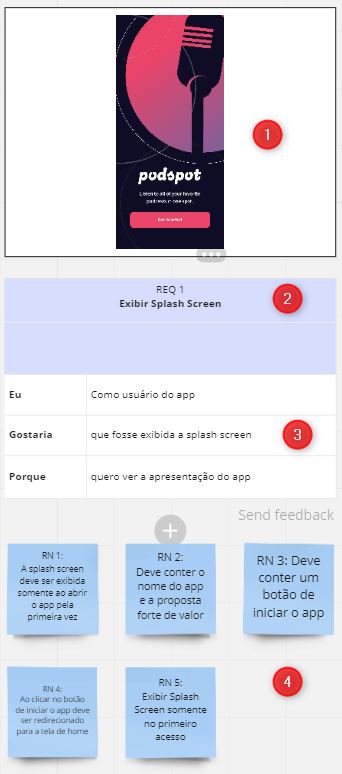 podspot
Listen to all of your favorite
podcasts in one spot.
Get Started
1
REQ 1
Exibir Splash Screen
2
Eu
Como usuário do app
Gostaria
que fosse exibida a splash screen
3
Porque
quero ver a apresentação do app
Send feedback
RN 1:
A splash screen
deve ser exibida
somente ao abrir
o app pela
primeira vez
RN 2:
Deve conter o
nome do app
e a proposta
forte de valor
RN 3: Deve
conter um
botão de
iniciar o app
RN 4:
Ao clicar no botão
de iniciar o app deve
ser redirecionado
para a tela de home
RN 5:
Exibir Splash
Screen somente
no primeiro
acesso
4